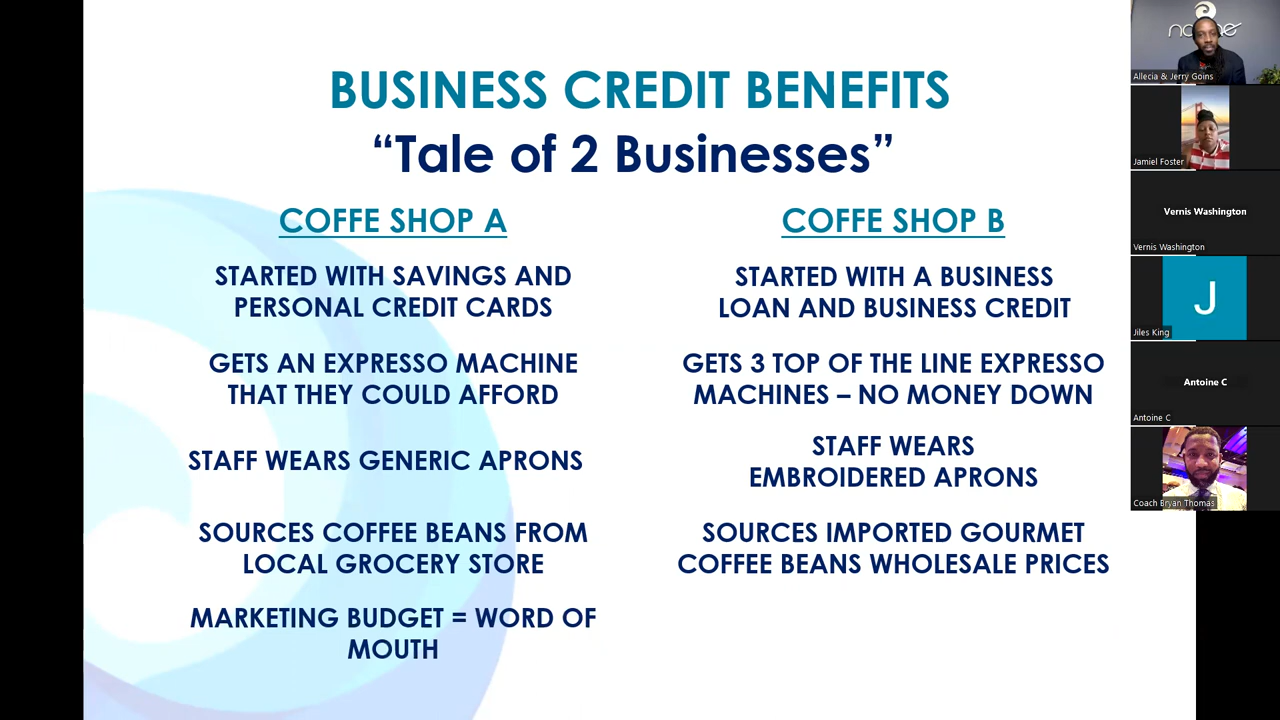 BUSINESS CREDIT BENEFITS
“Tale of 2 Businesses”
COFFE SHOP A
STARTED WITH SAVINGS AND
PERSONAL CREDIT CARDS
GETS AN EXPRESSO MACHINE
THAT THEY COULD AFFORD
STAFF WEARS GENERIC APRONS
SOURCES COFFEE BEANS FROM
LOCAL GROCERY STORE
MARKETING BUDGET = WORD OF
MOUTH
COFFE SHOP B
STARTED WITH A BUSINESS
LOAN AND BUSINESS CREDIT
GETS 3 TOP OF THE LINE EXPRESSO
MACHINES – NO MONEY DOWN
STAFF WEARS
EMBROIDERED APRONS
SOURCES IMPORTED GOURMET
COFFEE BEANS WHOLESALE PRICES
Allecia & Jerry Goins
Jamiel Foster
Vernis Washington
Vernis Washington
J
Jiles King
Antoine C
Antoine C
Coach Bryan Thomas